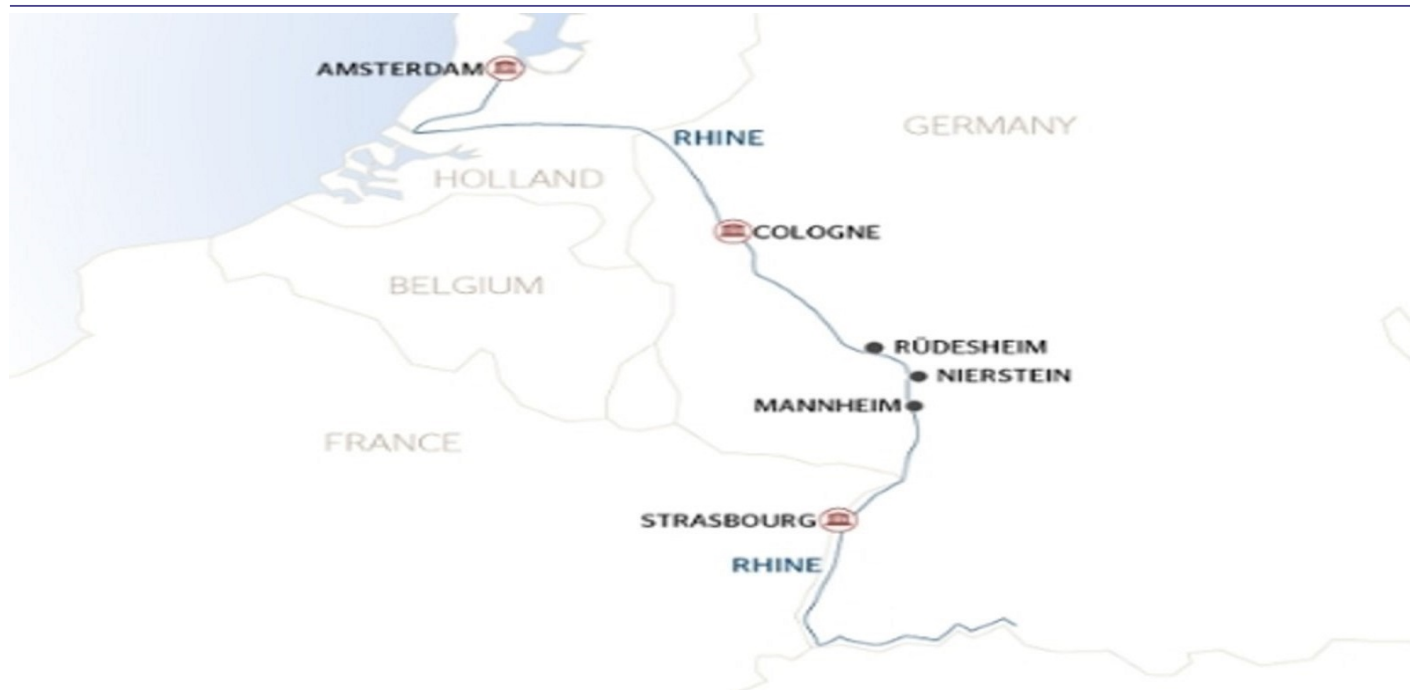 AMSTERDAM
RHINE
GERMANY
HOLLAND
COLOGNE
BELGIUM
RÜDESHEIM
NIERSTEIN
MANNHEIM
FRANCE
STRASBOURG
RHINE